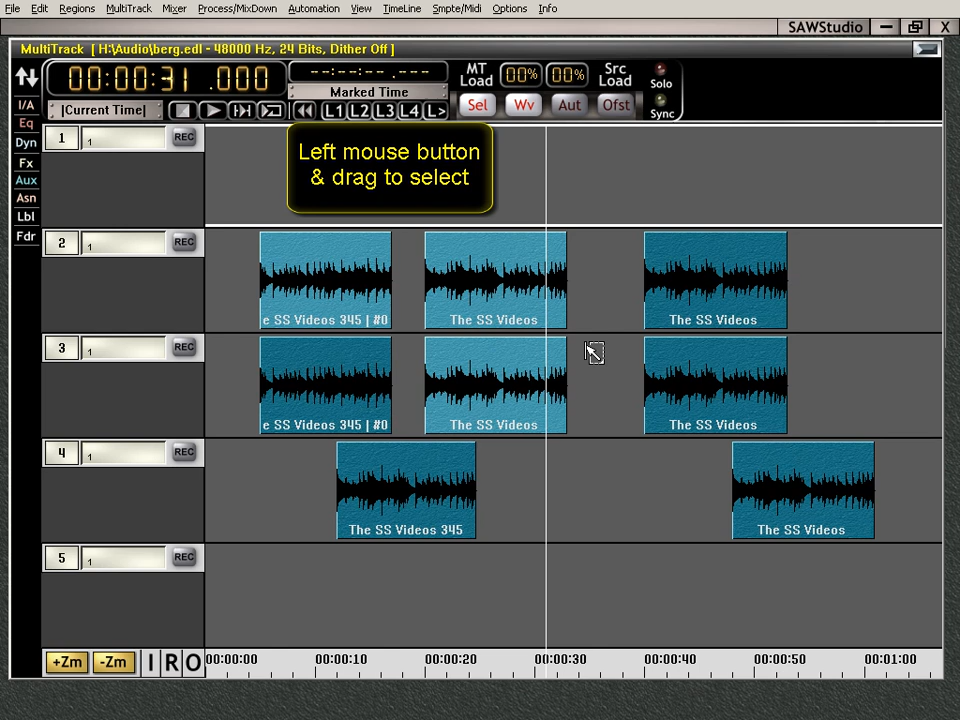 File Edit Regions MultiTrack Mixer Process/MixDown Automation View TimeLine Smpte/Midi Options Info
SAWStudio
MultiTrack [ H:\Audio\berg.edl - 48000 Hz, 24 Bits, Dither Off ]
00:00:31 .000
--:--:-- .---
Marked Time
MT Load 00% 00% Src Load
Solo
|Current Time|
L1 L2 L3 L4 L>
Sel Wv Aut Ofst
Sync
I/A
Eq
Dyn
Fx
Aux
Asn
Lbl
Fdr
1 1 REC
Left mouse button
& drag to select
2 1 REC
e SS Videos 345 | #0 The SS Videos The SS Videos
3 1 REC
e SS Videos 345 | #0 The SS Videos The SS Videos
4 1 REC
The SS Videos 345 The SS Videos
5 1 REC
+Zm -Zm I R O 00:00:00 00:00:10 00:00:20 00:00:30 00:00:40 00:00:50 00:01:00